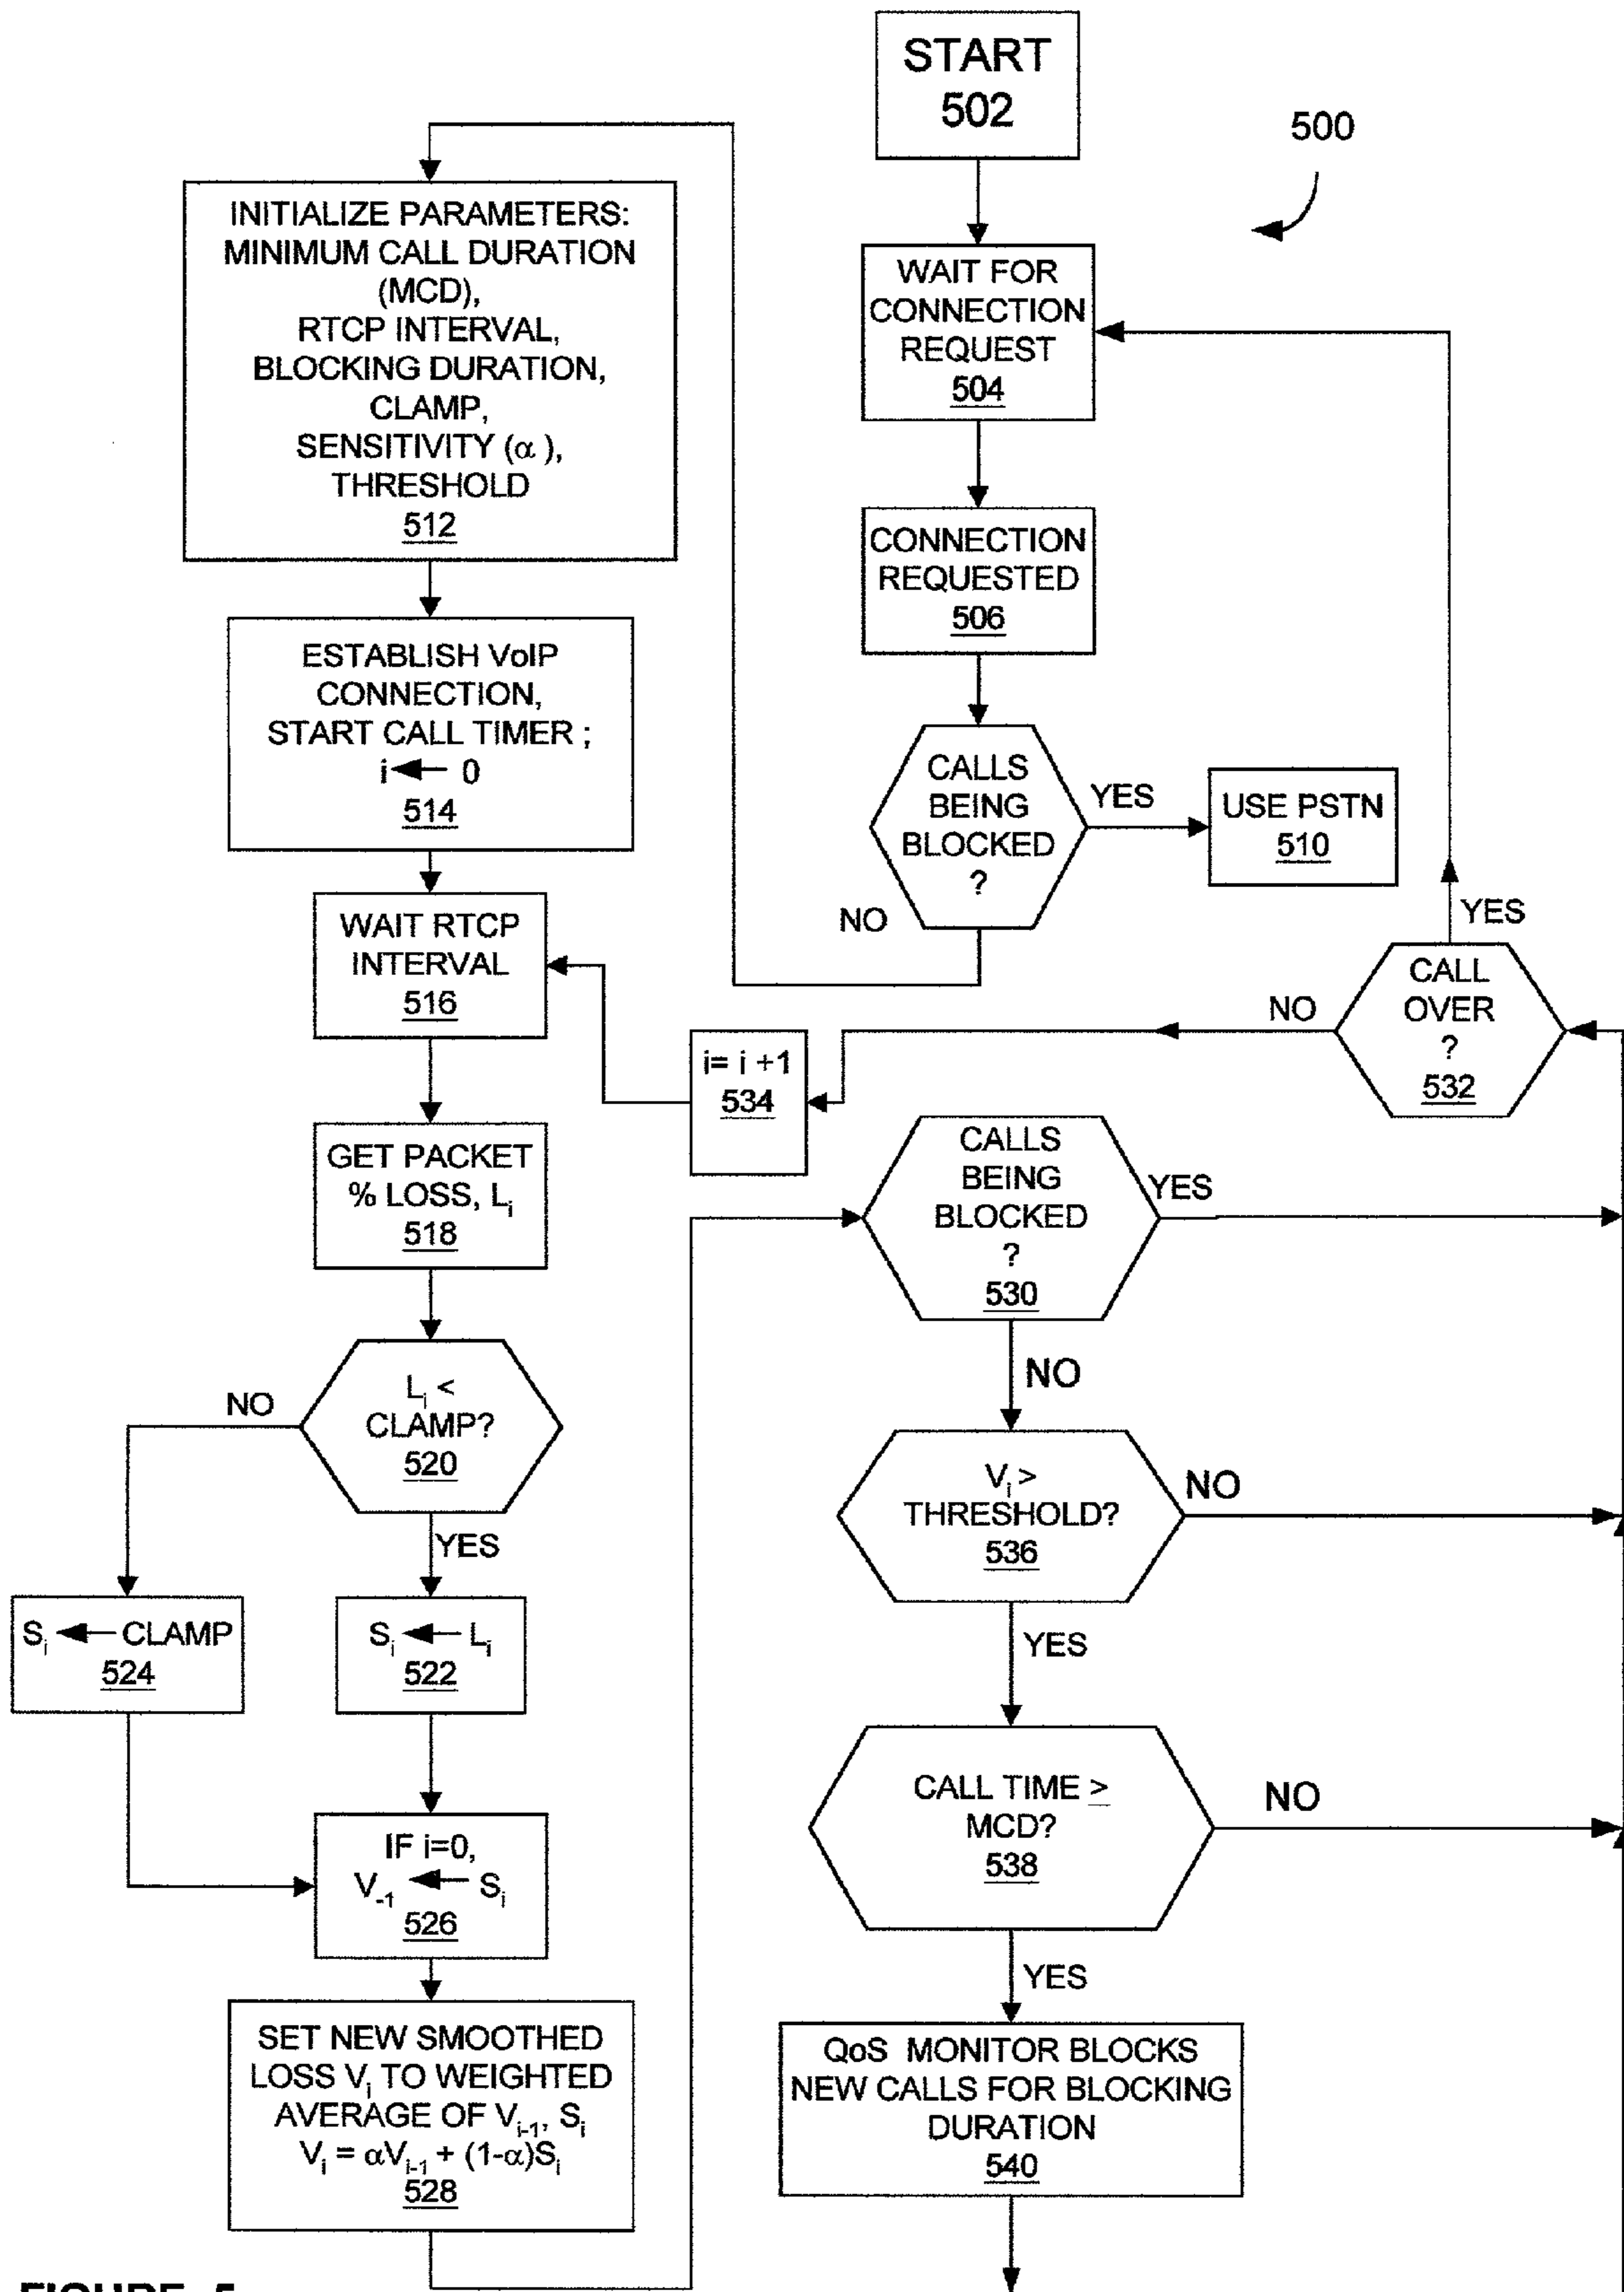 START
502
500
WAIT FOR
CONNECTION
REQUEST
504
CONNECTION
REQUESTED
506
CALLS
BEING
BLOCKED
?
YES
NO
USE PSTN
510
INITIALIZE PARAMETERS:
MINIMUM CALL DURATION
(MCD),
RTCP INTERVAL,
BLOCKING DURATION,
CLAMP,
SENSITIVITY (α ),
THRESHOLD
512
ESTABLISH VoIP
CONNECTION,
START CALL TIMER ;
i ← 0
514
WAIT RTCP
INTERVAL
516
GET PACKET
% LOSS, Lᵢ
518
Lᵢ <
CLAMP?
520
NO
YES
Sᵢ ← CLAMP
524
Sᵢ ← Lᵢ
522
IF i=0,
V₋₁ ← Sᵢ
526
SET NEW SMOOTHED
LOSS Vᵢ TO WEIGHTED
AVERAGE OF Vᵢ₋₁, Sᵢ
Vᵢ = αVᵢ₋₁ + (1-α)Sᵢ
528
CALLS
BEING
BLOCKED
?
530
YES
NO
CALL
OVER
?
532
YES
NO
i= i +1
534
Vᵢ >
THRESHOLD?
536
NO
YES
CALL TIME ≥
MCD?
538
NO
YES
QoS MONITOR BLOCKS
NEW CALLS FOR BLOCKING
DURATION
540
FIGURE 5